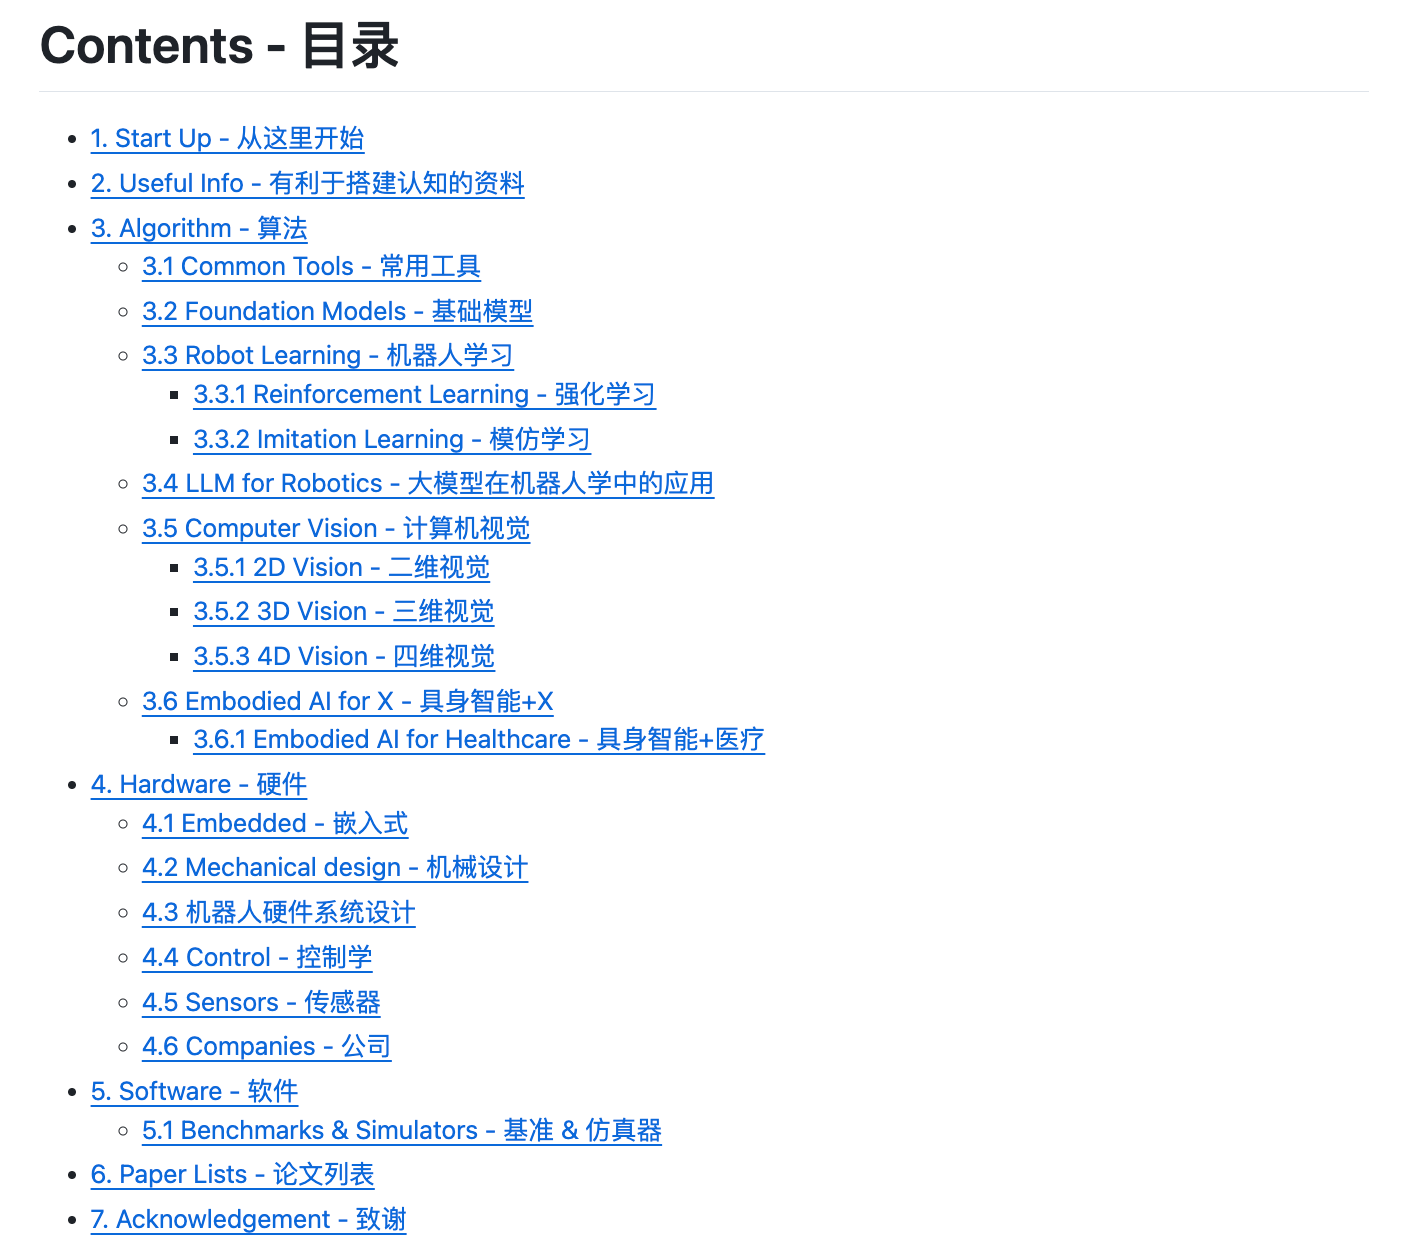 Contents - 目录
1. Start Up - 从这里开始
2. Useful Info - 有利于搭建认知的资料
3. Algorithm - 算法
3.1 Common Tools - 常用工具
3.2 Foundation Models - 基础模型
3.3 Robot Learning - 机器人学习
3.3.1 Reinforcement Learning - 强化学习
3.3.2 Imitation Learning - 模仿学习
3.4 LLM for Robotics - 大模型在机器人学中的应用
3.5 Computer Vision - 计算机视觉
3.5.1 2D Vision - 二维视觉
3.5.2 3D Vision - 三维视觉
3.5.3 4D Vision - 四维视觉
3.6 Embodied AI for X - 具身智能+X
3.6.1 Embodied AI for Healthcare - 具身智能+医疗
4. Hardware - 硬件
4.1 Embedded - 嵌入式
4.2 Mechanical design - 机械设计
4.3 机器人硬件系统设计
4.4 Control - 控制学
4.5 Sensors - 传感器
4.6 Companies - 公司
5. Software - 软件
5.1 Benchmarks & Simulators - 基准 & 仿真器
6. Paper Lists - 论文列表
7. Acknowledgement - 致谢